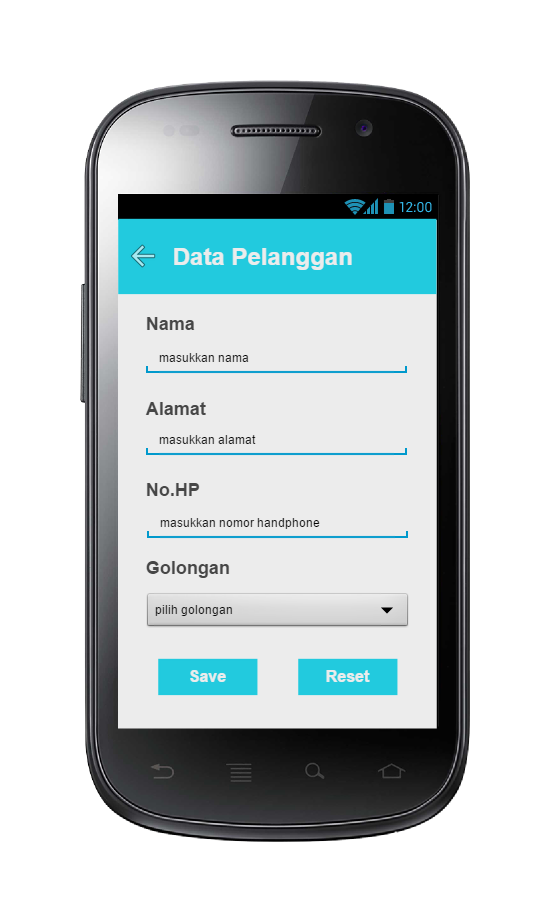 12:00
Data Pelanggan
Nama
masukkan nama
Alamat
masukkan alamat
No.HP
masukkan nomor handphone
Golongan
pilih golongan
Save
Reset